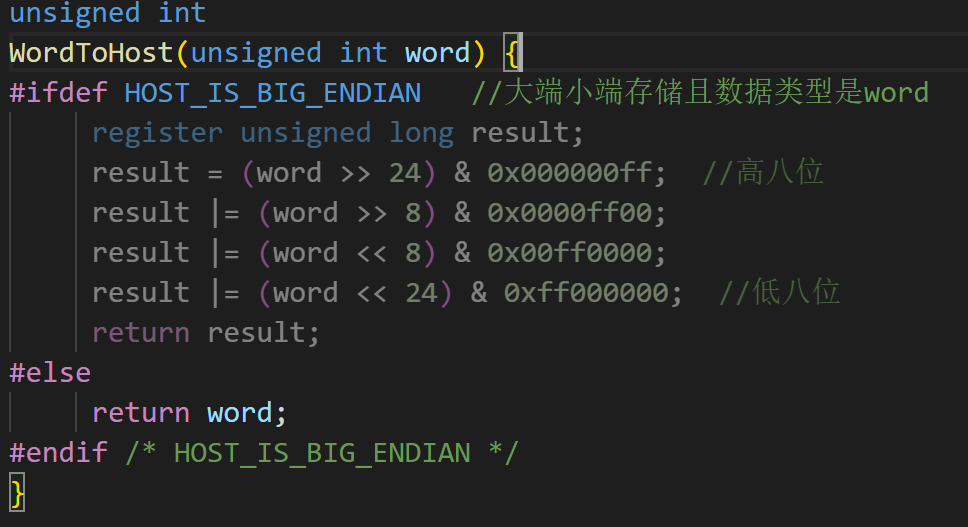 unsigned int
WordToHost(unsigned int word) {
#ifdef HOST_IS_BIG_ENDIAN   //大端小端存储且数据类型是word
     register unsigned long result;
     result = (word >> 24) & 0x000000ff;  //高八位
     result |= (word >> 8) & 0x0000ff00;
     result |= (word << 8) & 0x00ff0000;
     result |= (word << 24) & 0xff000000;  //低八位
     return result;
#else
     return word;
#endif /* HOST_IS_BIG_ENDIAN */
}